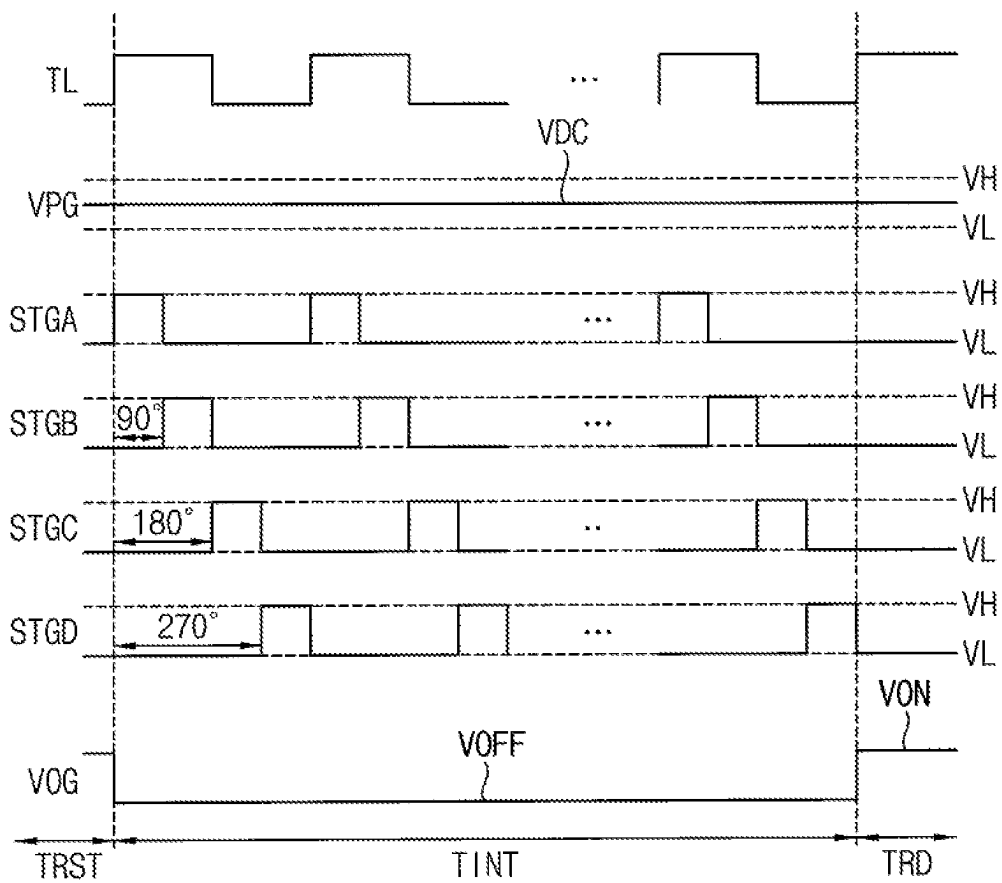 TL
...
VDC
VPG
VH
VL
STGA
...
VH
VL
STGB
90°
...
VH
VL
STGC
180°
..
VH
VL
STGD
270°
...
VH
VL
VOG
VOFF
VON
TRST
TINT
TRD